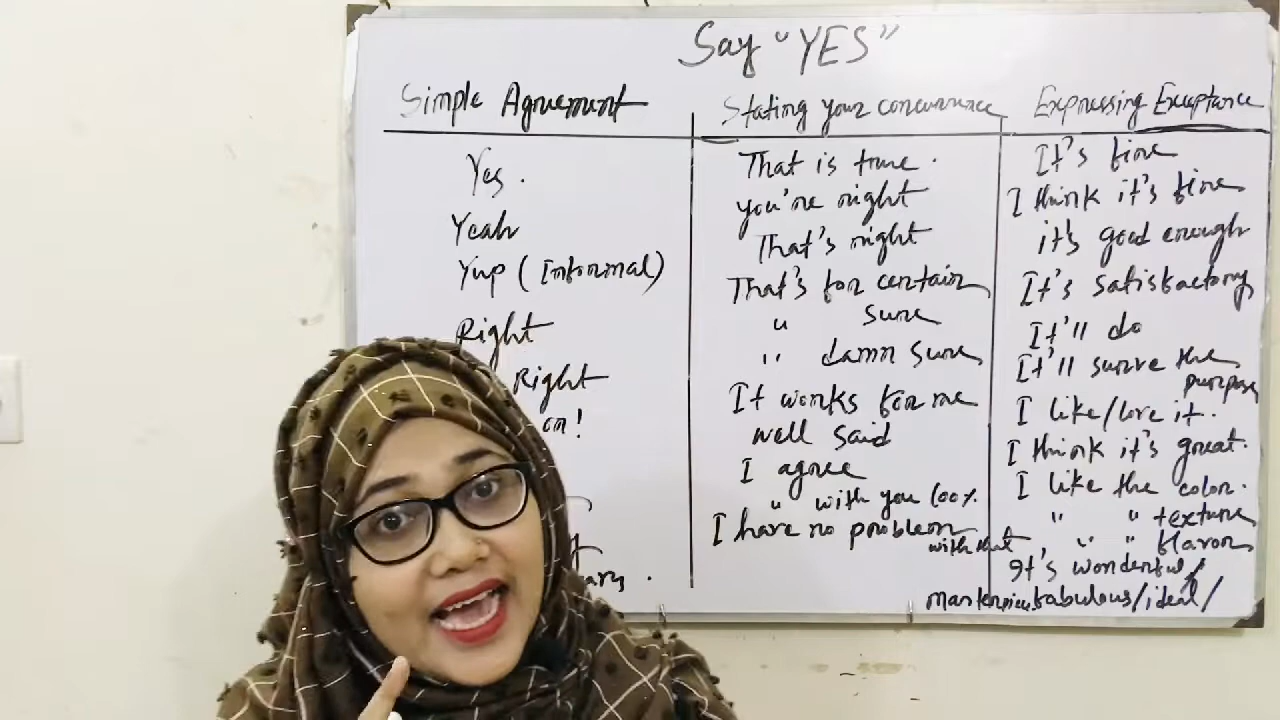 Say "YES"
Simple Agreement
Yes.
Yeah
Yup (Informal)
Right
Right
on!
Stating your concurrence
That is true.
you're right
That's right
That's for certain
" sure
" damn sure
It works for me
well said
I agree
" with you 100%
I have no problem
with that
Expressing Exceptance
It's fine
I think it's fine
it's good enough
It's satisfactory
It'll do
It'll surve the
purpose
I like/love it.
I think it's great.
I like the color.
" " texture
" " flavor
It's wonderful/
masterpiece fabulous/ideal/